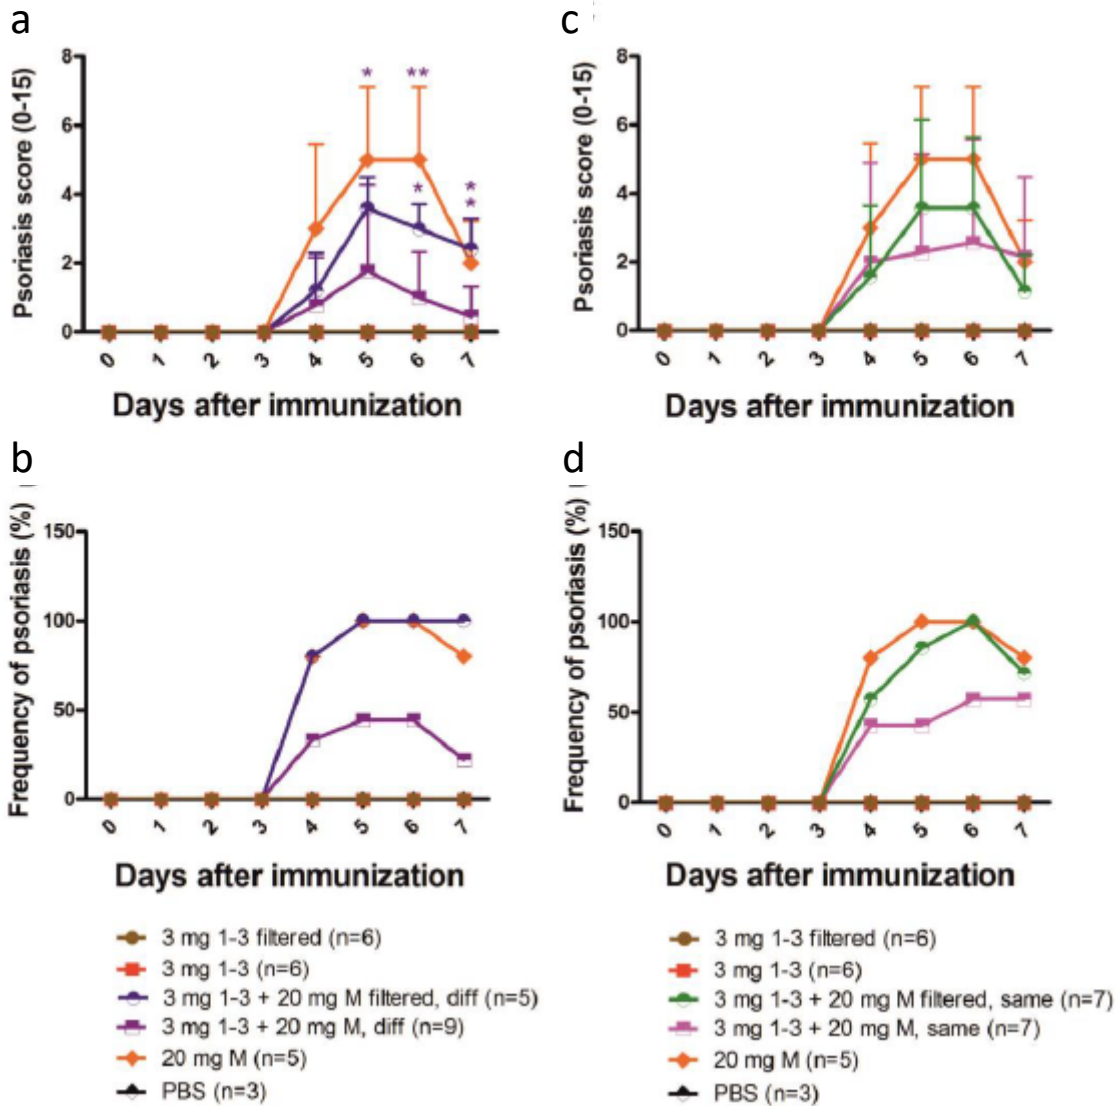 a
Psoriasis score (0-15)
8
6
4
2
0
* ** * * *
0 1 2 3 4 5 6 7
Days after immunization
c
Psoriasis score (0-15)
8
6
4
2
0
0 1 2 3 4 5 6 7
Days after immunization
b
Frequency of psoriasis (%)
150
100
50
0
0 1 2 3 4 5 6 7
Days after immunization
d
Frequency of psoriasis (%)
150
100
50
0
0 1 2 3 4 5 6 7
Days after immunization
3 mg 1-3 filtered (n=6)
3 mg 1-3 (n=6)
3 mg 1-3 + 20 mg M filtered, diff (n=5)
3 mg 1-3 + 20 mg M, diff (n=9)
20 mg M (n=5)
PBS (n=3)
3 mg 1-3 filtered (n=6)
3 mg 1-3 (n=6)
3 mg 1-3 + 20 mg M filtered, same (n=7)
3 mg 1-3 + 20 mg M, same (n=7)
20 mg M (n=5)
PBS (n=3)